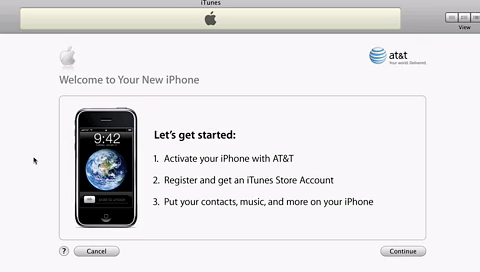 iTunes
View
at&t
Your world. Delivered.
Welcome to Your New iPhone
9:42
Let's get started:
1. Activate your iPhone with AT&T
2. Register and get an iTunes Store Account
3. Put your contacts, music, and more on your iPhone
?
Cancel
Continue